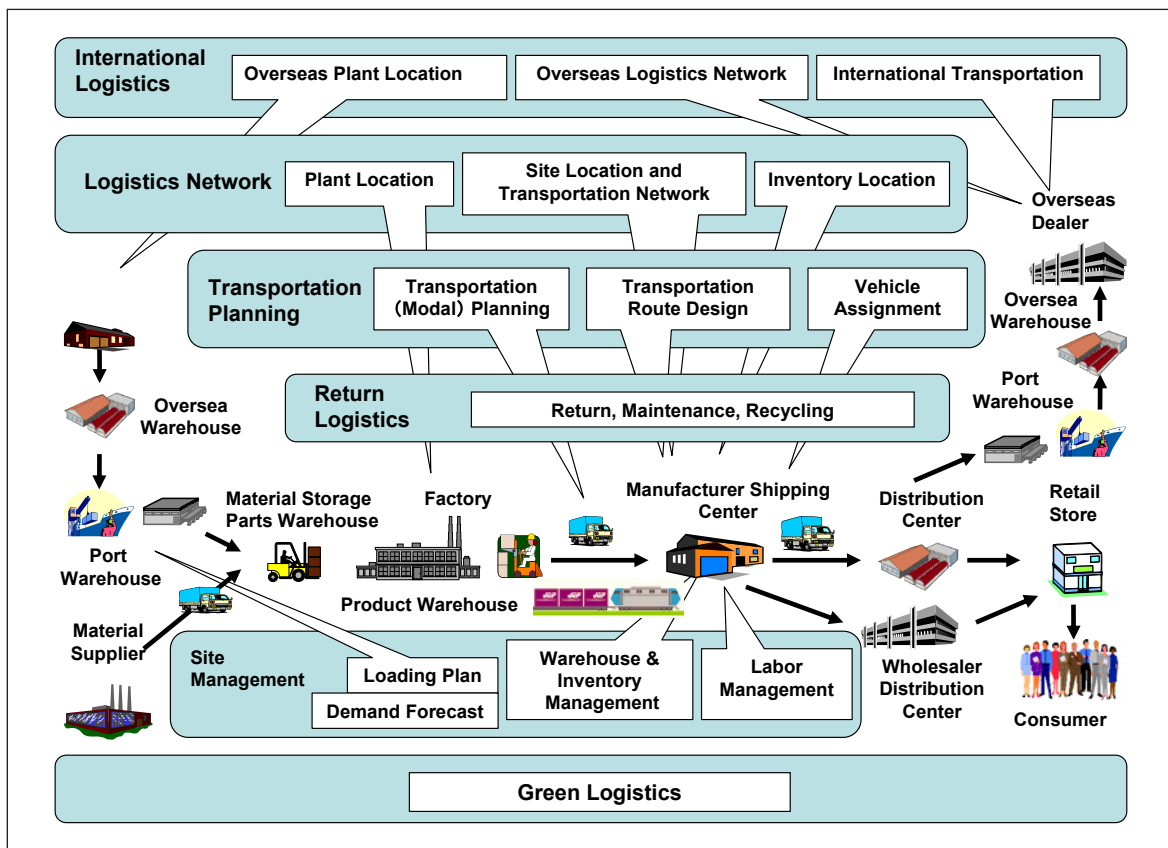 International
Logistics
Overseas Plant Location
Overseas Logistics Network
International Transportation
Logistics Network
Plant Location
Site Location and
Transportation Network
Inventory Location
Overseas
Dealer
Transportation
Planning
Transportation
(Modal) Planning
Transportation
Route Design
Vehicle
Assignment
Oversea
Warehouse
Return
Logistics
Return, Maintenance, Recycling
Port
Warehouse
Oversea
Warehouse
Material Storage
Parts Warehouse
Factory
Manufacturer Shipping
Center
Distribution
Center
Retail
Store
Port
Warehouse
Product Warehouse
Material
Supplier
Site
Management
Loading Plan
Demand Forecast
Warehouse &
Inventory
Management
Labor
Management
Wholesaler
Distribution
Center
Consumer
Green Logistics